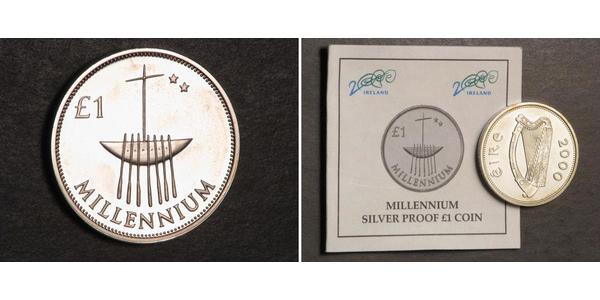 £1
MILLENNIUM
2000 2000
IRELAND IRELAND
£1
MILLENNIUM
MILLENNIUM
SILVER PROOF £1 COIN
ÉIRE 2000